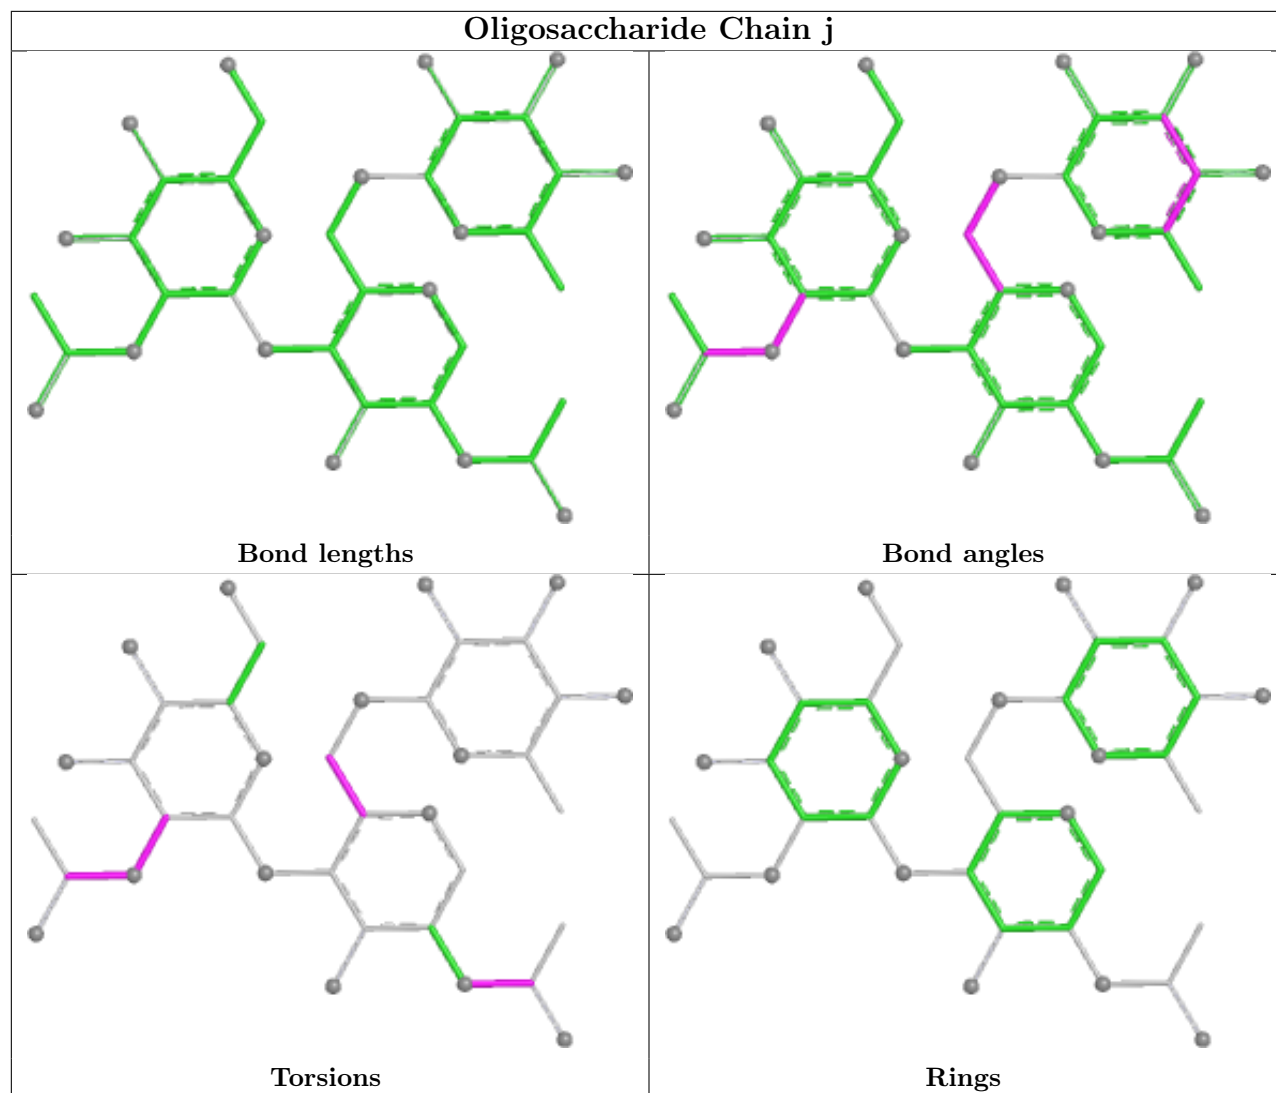 Oligosaccharide Chain j
Bond lengths
Bond angles
Torsions
Rings